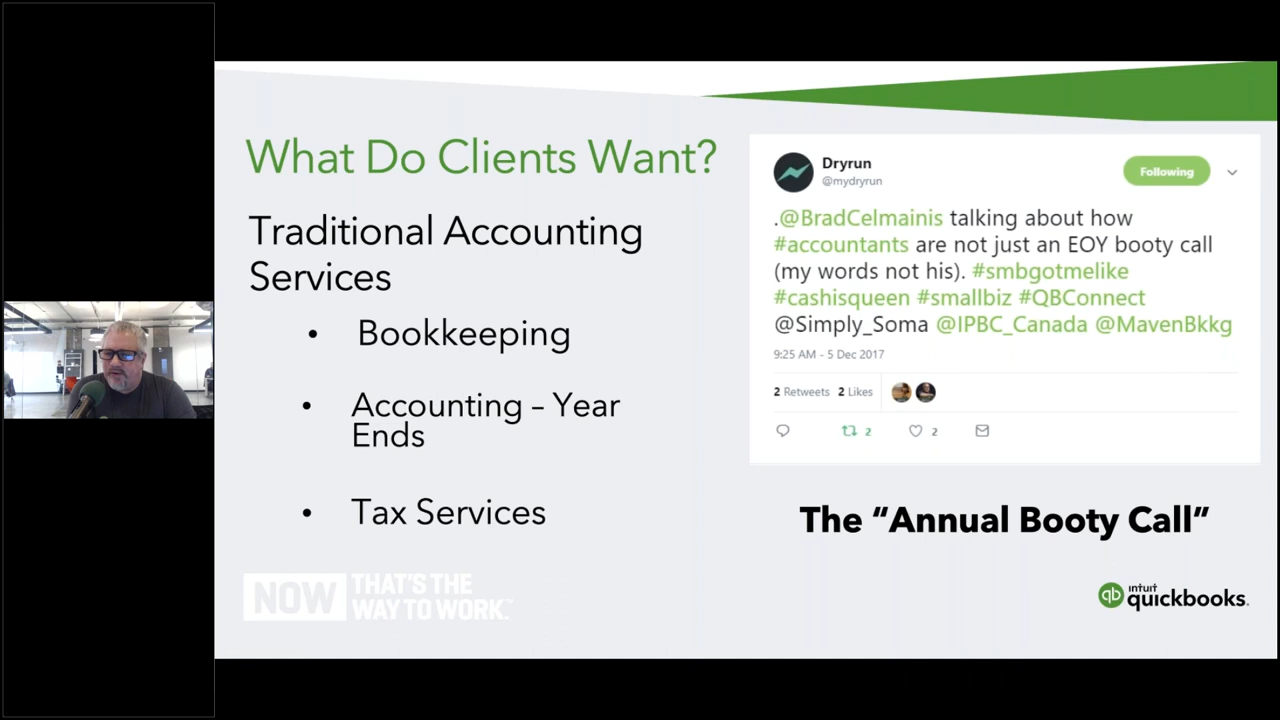 What Do Clients Want?
Traditional Accounting
Services
• Bookkeeping
• Accounting – Year
Ends
• Tax Services
NOW THAT'S THE
WAY TO WORK.™
Dryrun
@mydryrun
Following
.@BradCelmainis talking about how
#accountants are not just an EOY booty call
(my words not his). #smbgotmelike
#cashisqueen #smallbiz #QBConnect
@Simply_Soma @IPBC_Canada @MavenBkkg
9:25 AM - 5 Dec 2017
2 Retweets 2 Likes
2 2
The “Annual Booty Call”
qb intuit
quickbooks.